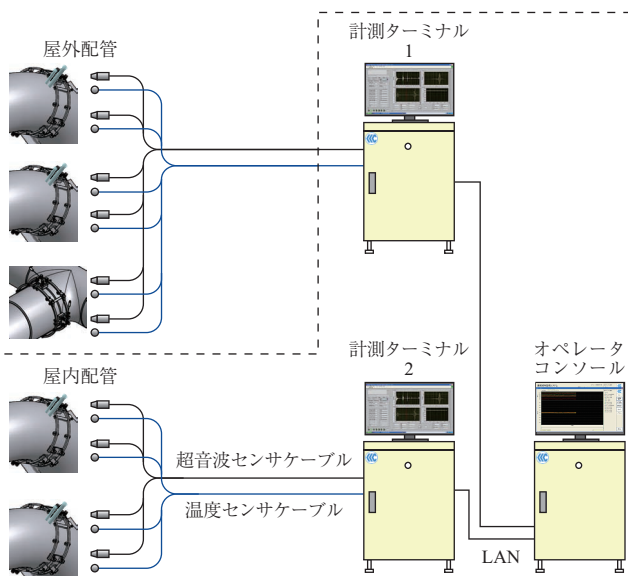 屋外配管
計測ターミナル
1
計測ターミナル
2
オペレータ
コンソール
屋内配管
超音波センサケーブル
温度センサケーブル
LAN